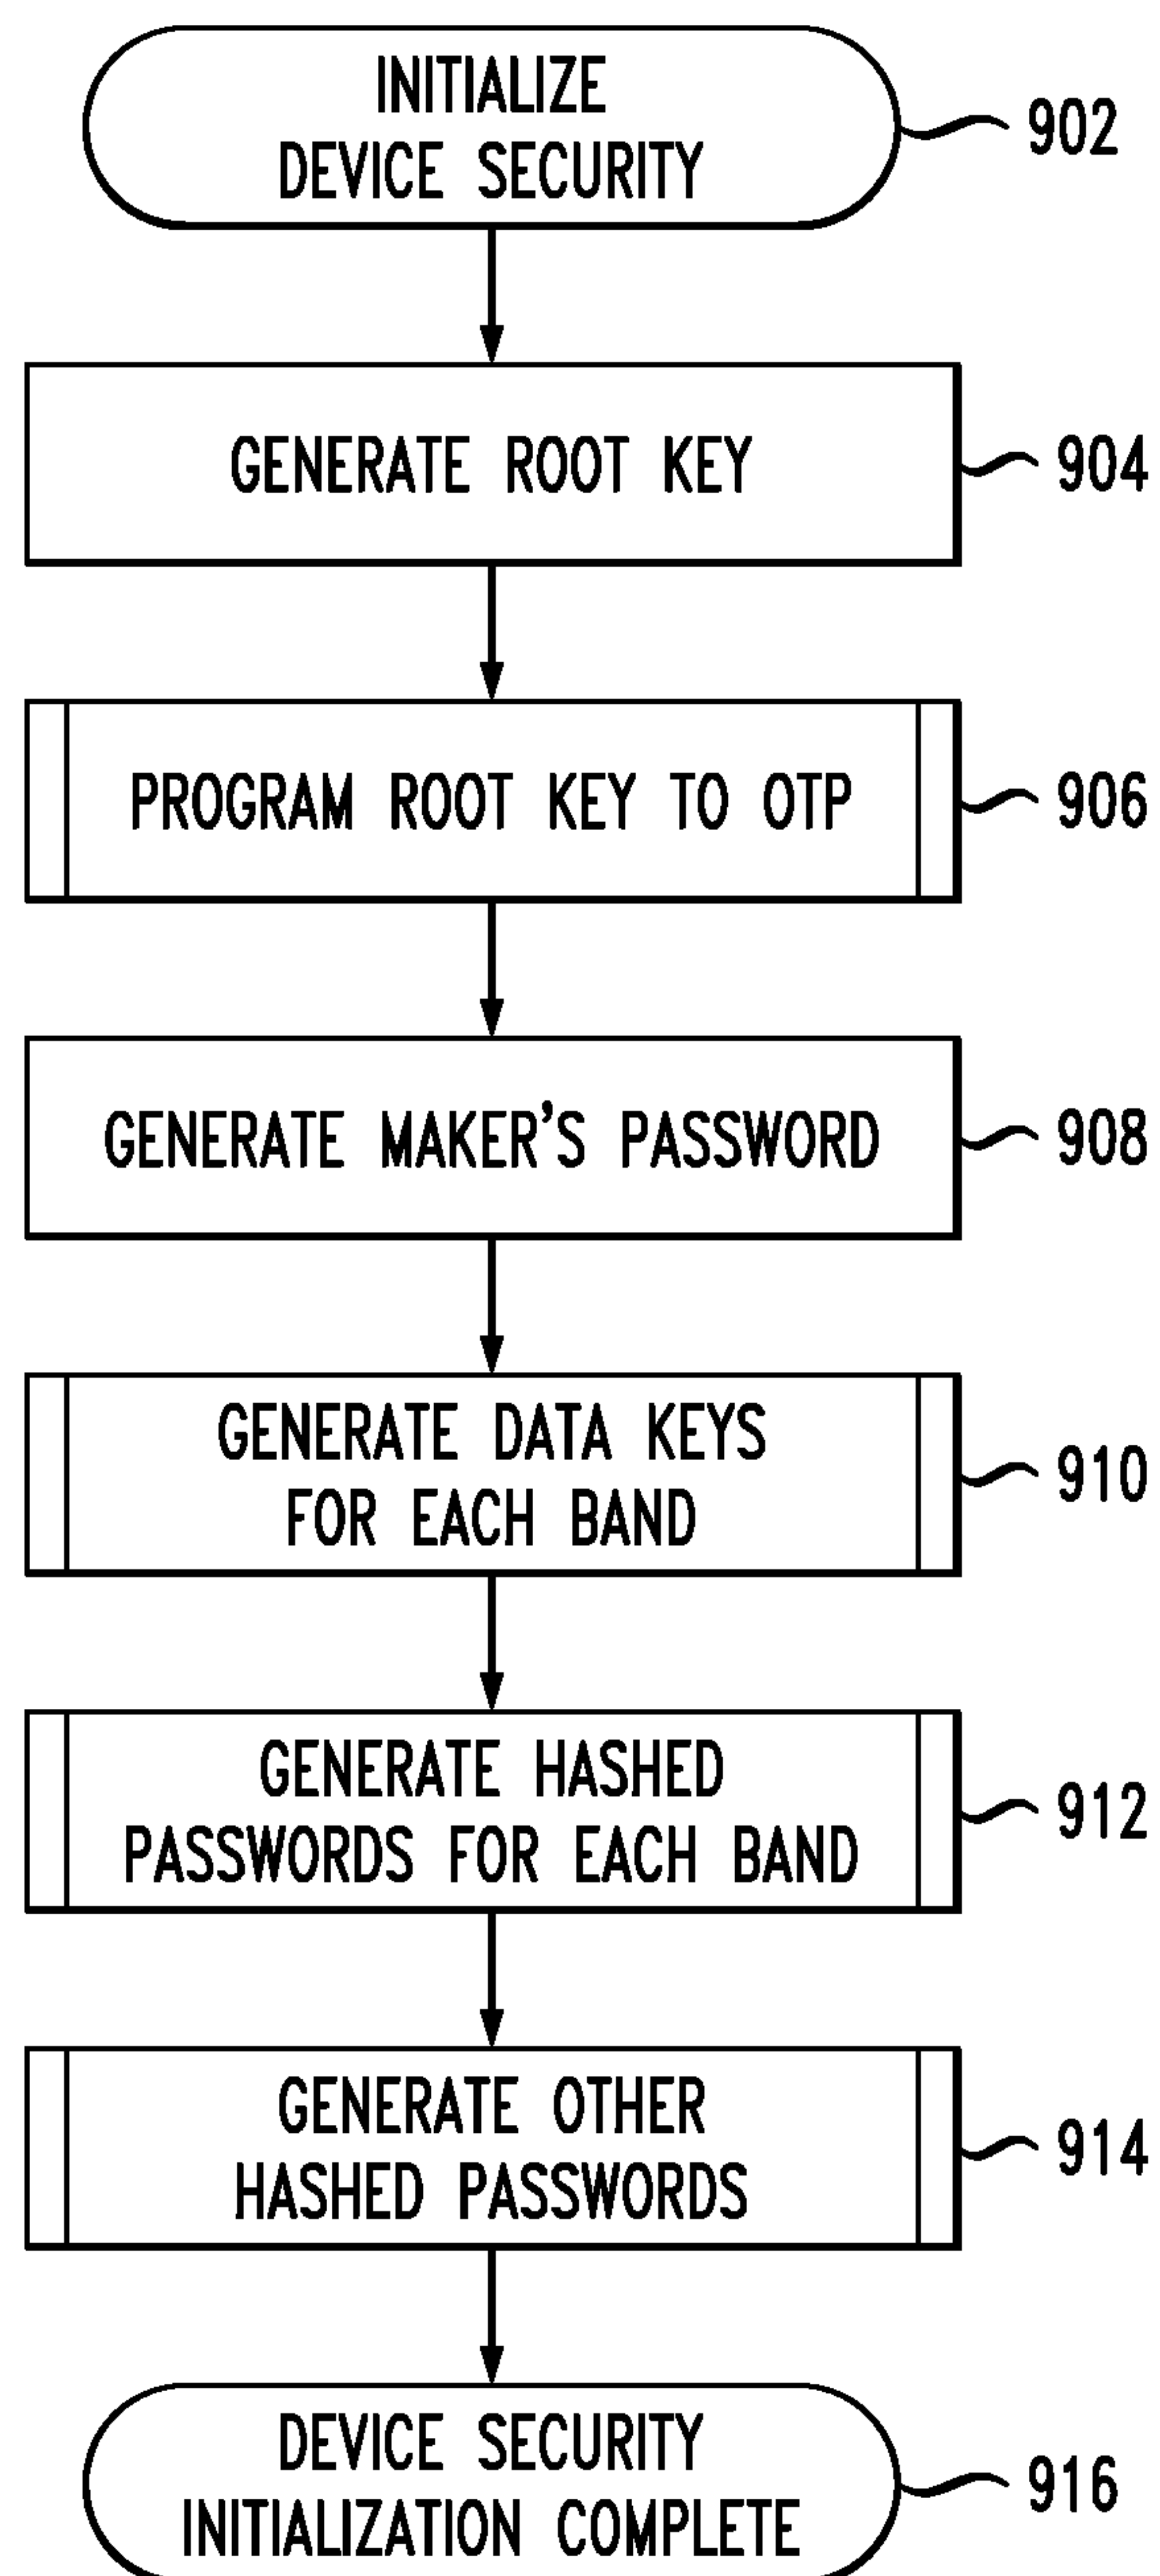 INITIALIZE
DEVICE SECURITY
902
GENERATE ROOT KEY
904
PROGRAM ROOT KEY TO OTP
906
GENERATE MAKER'S PASSWORD
908
GENERATE DATA KEYS
FOR EACH BAND
910
GENERATE HASHED
PASSWORDS FOR EACH BAND
912
GENERATE OTHER
HASHED PASSWORDS
914
DEVICE SECURITY
INITIALIZATION COMPLETE
916